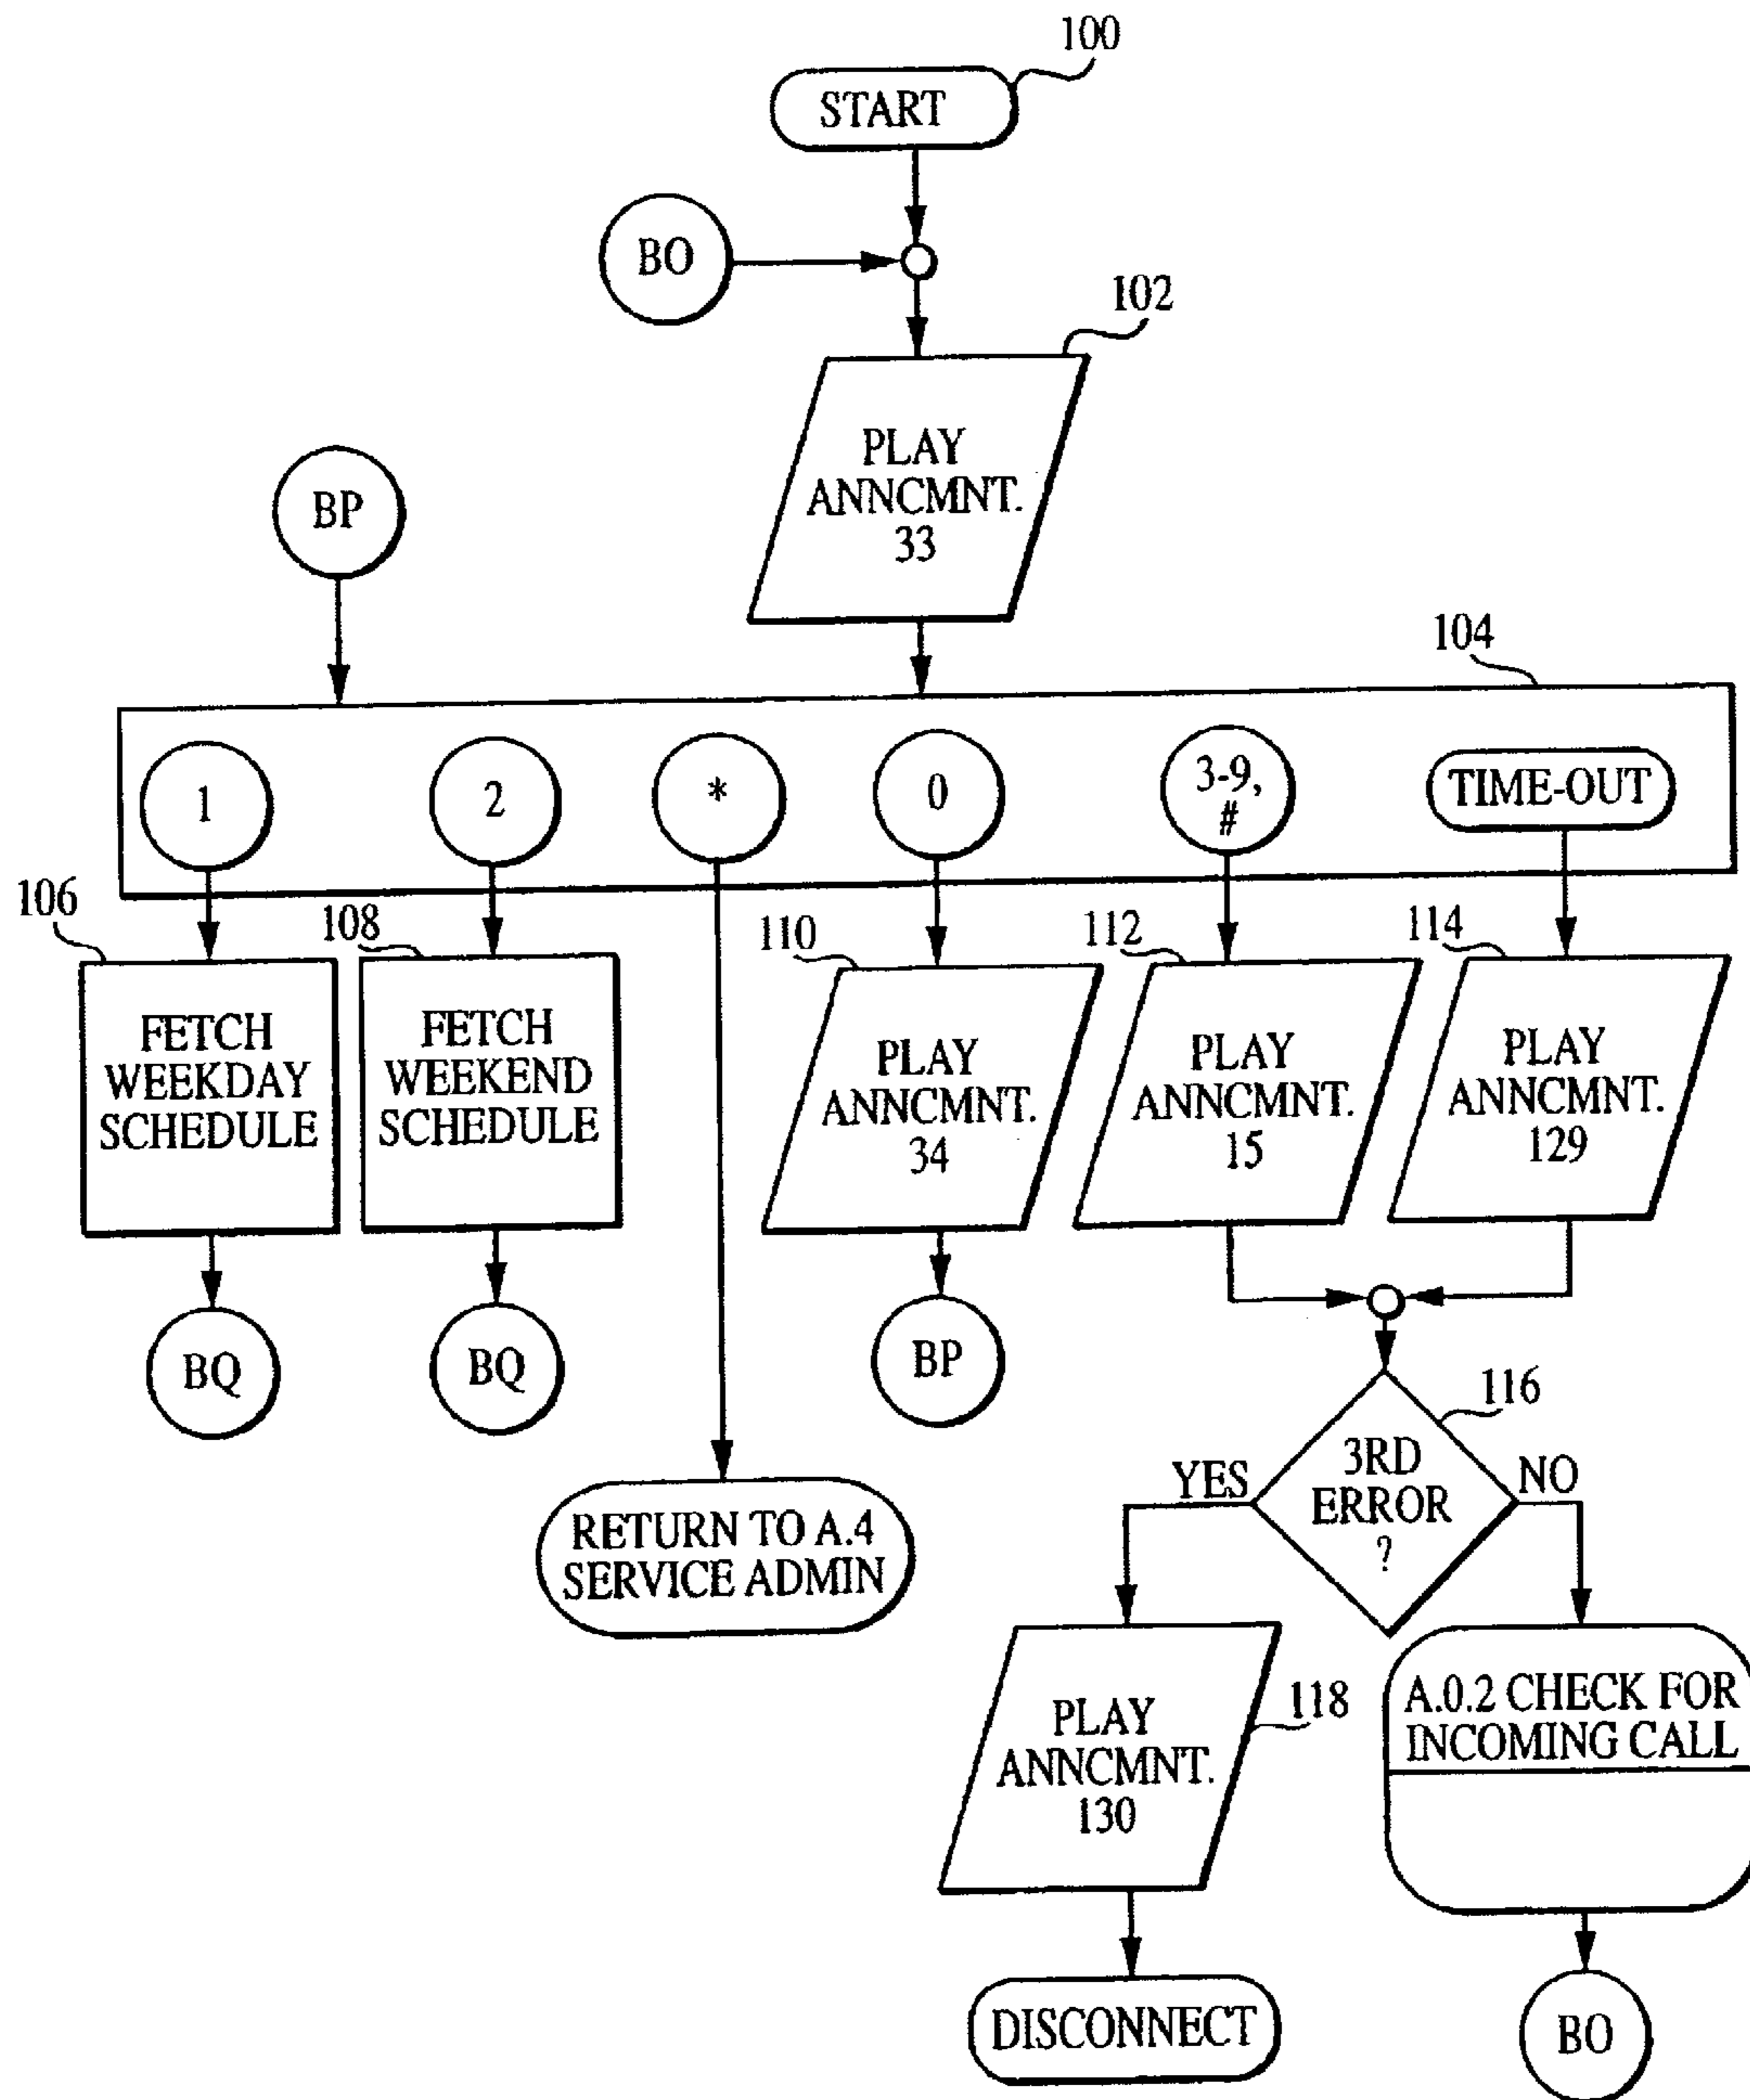 100
START
BO
102
PLAY
ANNCMNT.
33
BP
104
1
2
*
0
3-9,
#
TIME-OUT
106
FETCH
WEEKDAY
SCHEDULE
108
FETCH
WEEKEND
SCHEDULE
110
PLAY
ANNCMNT.
34
112
PLAY
ANNCMNT.
15
114
PLAY
ANNCMNT.
129
BQ
BQ
BP
116
3RD
ERROR
?
YES
NO
RETURN TO A.4
SERVICE ADMIN
PLAY
ANNCMNT.
130
118
A.0.2 CHECK FOR
INCOMING CALL
DISCONNECT
BO